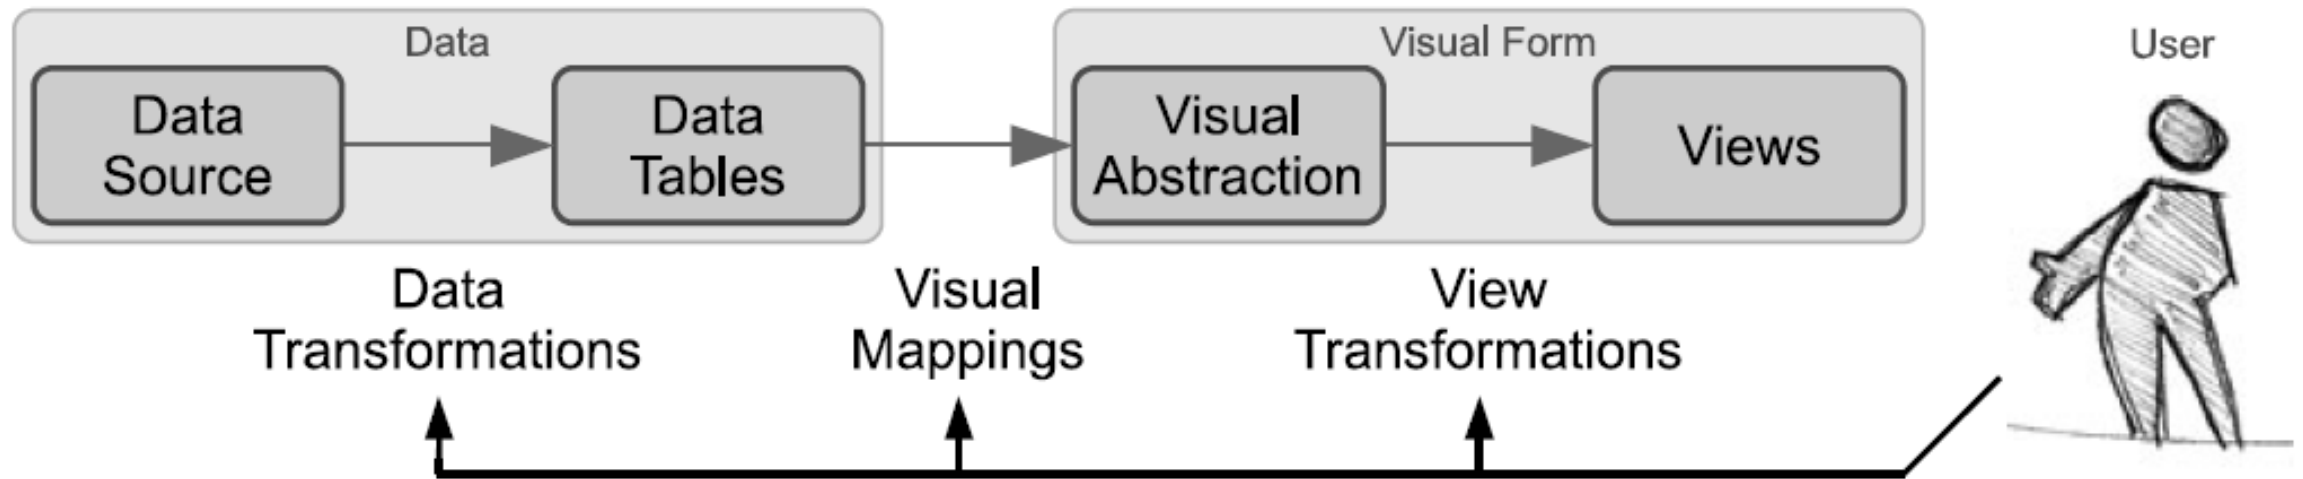 Data
Visual Form
User
Data
Source
Data
Tables
Visual
Abstraction
Views
Data
Transformations
Visual
Mappings
View
Transformations